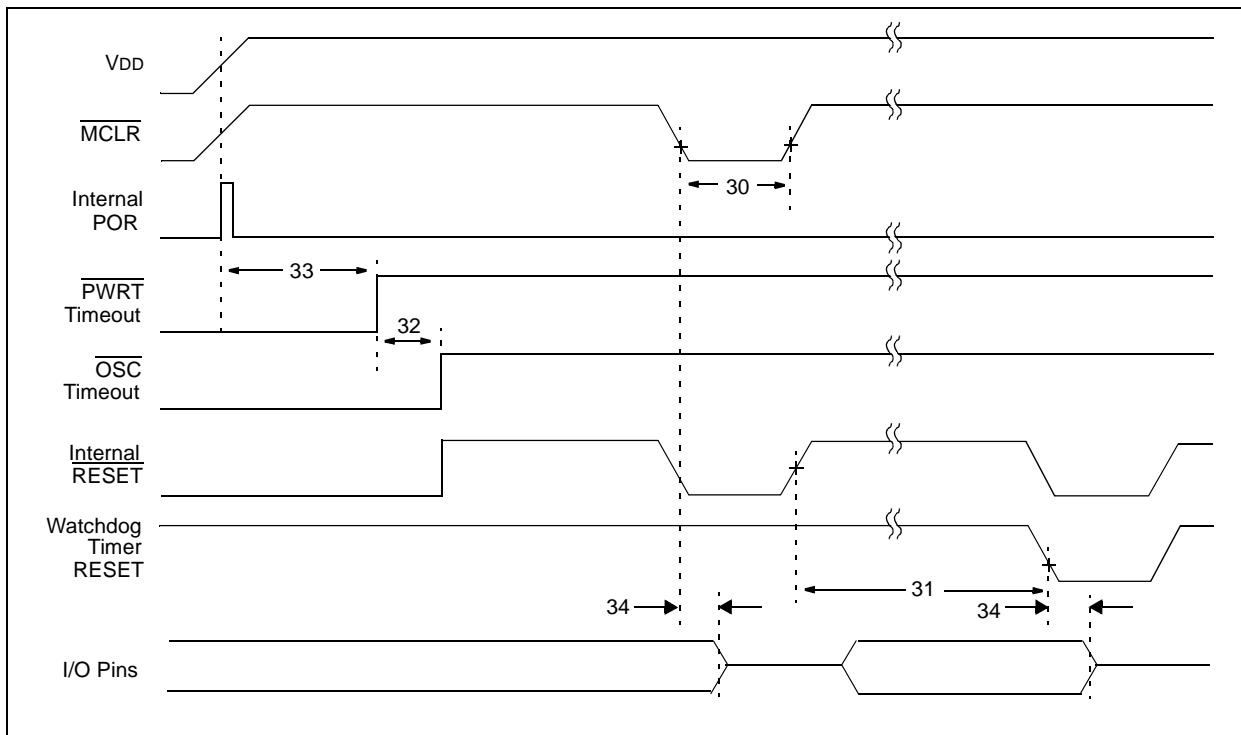 VDD
MCLR
30
Internal
POR
33
PWRT
Timeout
32
OSC
Timeout
Internal
RESET
Watchdog
Timer
RESET
31
34
34
I/O Pins